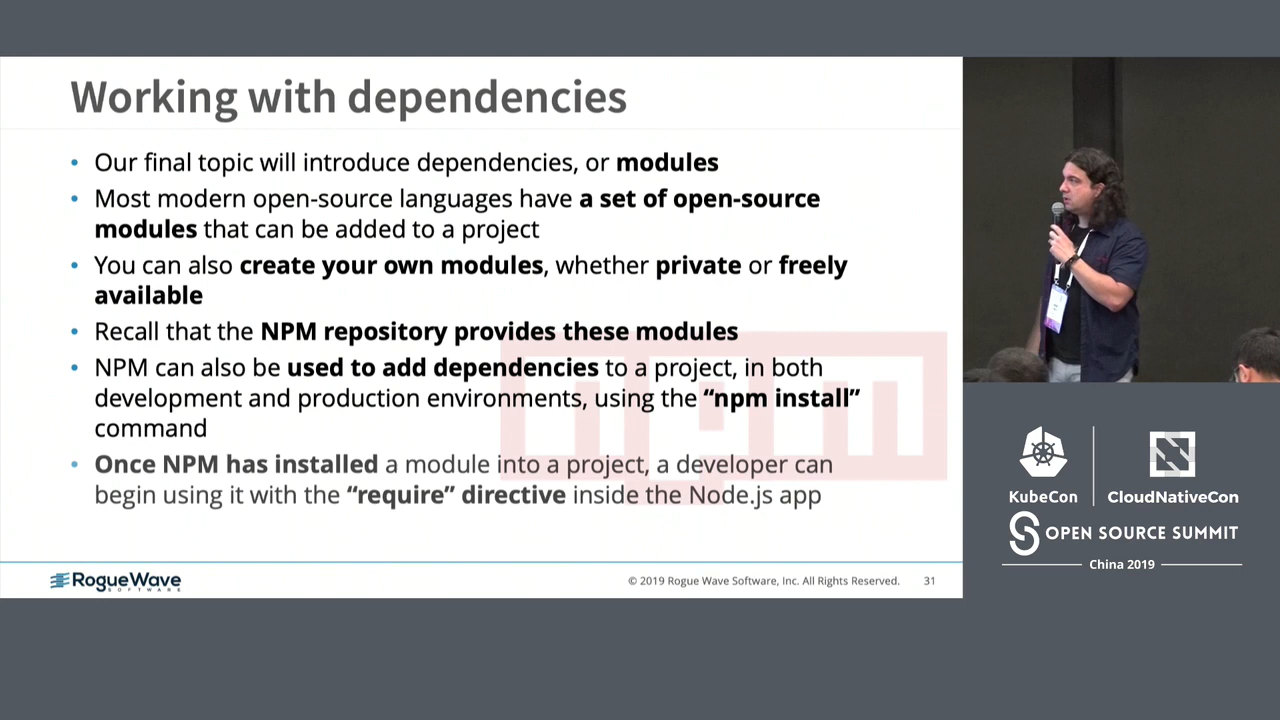 Working with dependencies
• Our final topic will introduce dependencies, or modules
• Most modern open-source languages have a set of open-source
modules that can be added to a project
• You can also create your own modules, whether private or freely
available
• Recall that the NPM repository provides these modules
• NPM can also be used to add dependencies to a project, in both
development and production environments, using the “npm install”
command
• Once NPM has installed a module into a project, a developer can
begin using it with the “require” directive inside the Node.js app
npm
RogueWave
SOFTWARE
© 2019 Rogue Wave Software, Inc. All Rights Reserved.
31
KubeCon
CloudNativeCon
OPEN SOURCE SUMMIT
China 2019